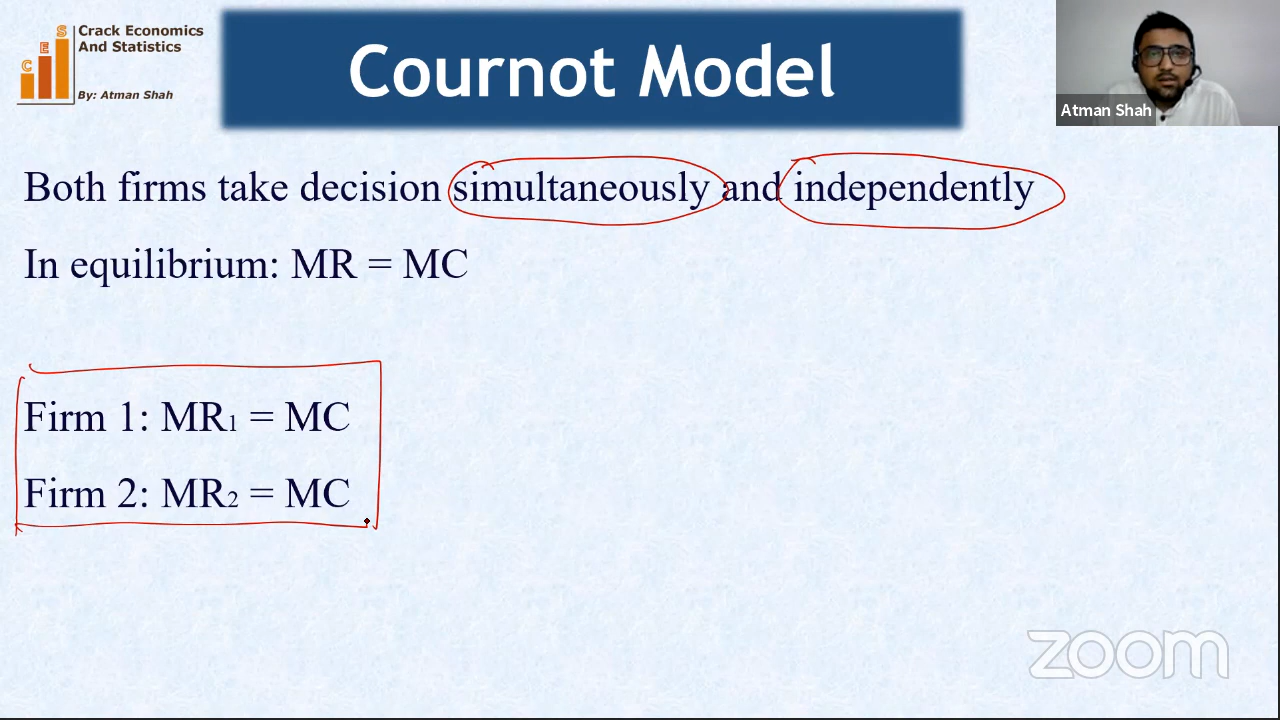 Crack Economics
And Statistics
C E S
By: Atman Shah
Cournot Model
Atman Shah
Both firms take decision simultaneously and independently
In equilibrium: MR = MC
Firm 1: MR₁ = MC
Firm 2: MR₂ = MC
zoom